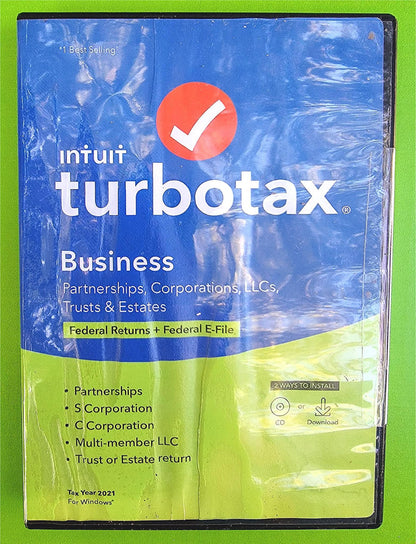 #1 Best Selling*
ıntuıt
turbotax®
Business
Partnerships, Corporations, LLCs,
Trusts & Estates
Federal Returns + Federal E-File
• Partnerships
• S Corporation
• C Corporation
• Multi-member LLC
• Trust or Estate return
2 WAYS TO INSTALL
or
CD
Download
Tax Year 2021
For Windows®